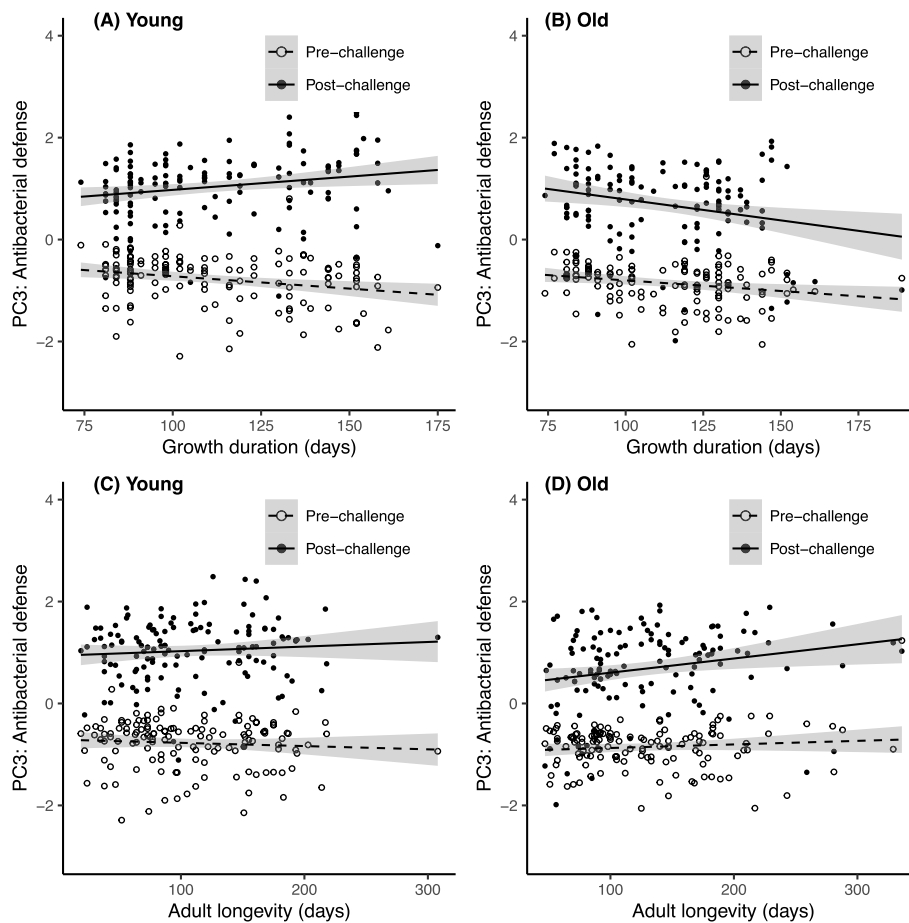 (A) Young
Pre−challenge
Post−challenge
4
2
0
−2
PC3: Antibacterial defense
75 100 125 150 175
Growth duration (days)
(B) Old
Pre−challenge
Post−challenge
4
2
0
−2
PC3: Antibacterial defense
75 100 125 150 175
Growth duration (days)
(C) Young
Pre−challenge
Post−challenge
4
2
0
−2
PC3: Antibacterial defense
100 200 300
Adult longevity (days)
(D) Old
Pre−challenge
Post−challenge
4
2
0
−2
PC3: Antibacterial defense
100 200 300
Adult longevity (days)